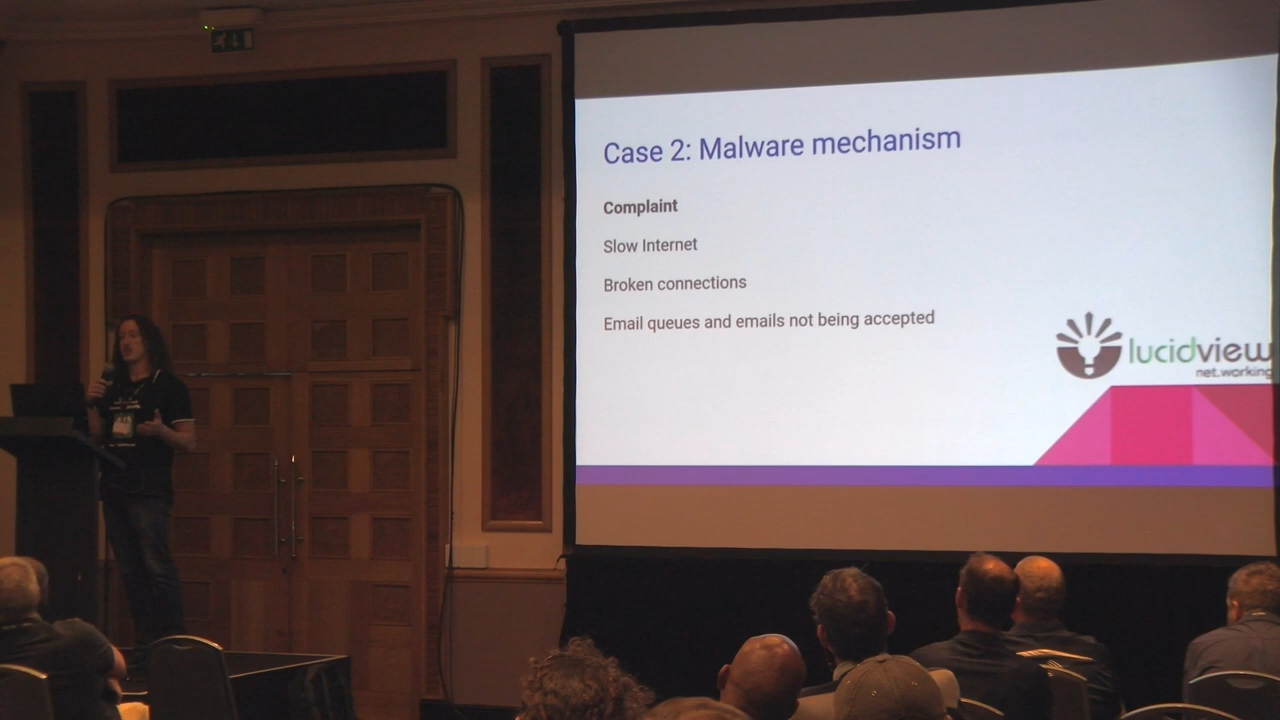 Case 2: Malware mechanism
Complaint
Slow Internet
Broken connections
Email queues and emails not being accepted
lucidview
net.working